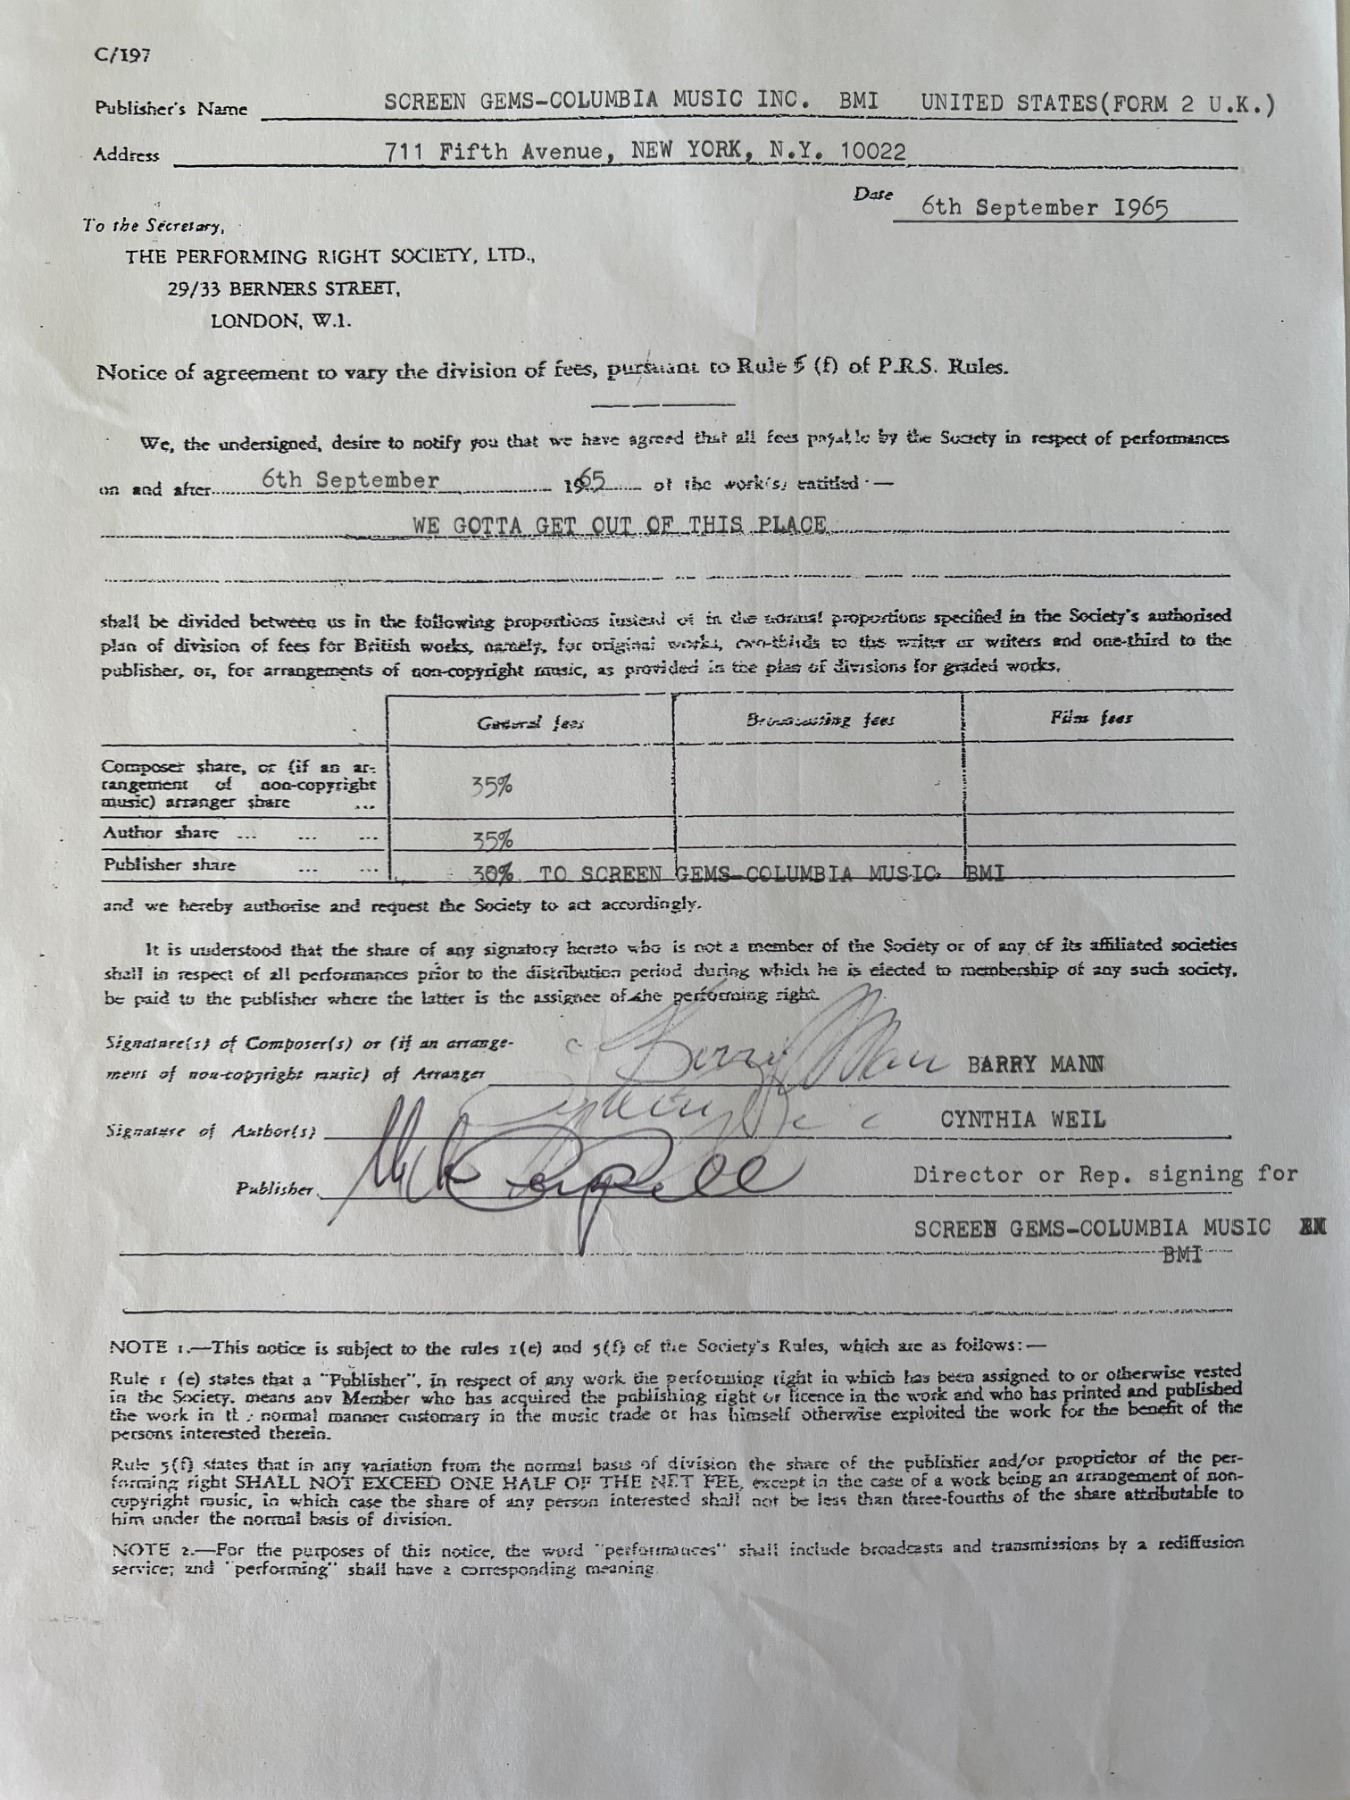 C/197
Publisher's Name SCREEN GEMS-COLUMBIA MUSIC INC. BMI UNITED STATES(FORM 2 U.K.)
Address 711 Fifth Avenue, NEW YORK, N.Y. 10022
Date 6th September 1965
To the Secretary,
THE PERFORMING RIGHT SOCIETY, LTD.,
29/33 BERNERS STREET,
LONDON, W.1.
Notice of agreement to vary the division of fees, pursuant to Rule 5 (f) of P.R.S. Rules.
We, the undersigned, desire to notify you that we have agreed that all fees payable by the Society in respect of performances
on and after 6th September 1965 of the work(s) entitled:—
WE GOTTA GET OUT OF THIS PLACE
shall be divided between us in the following proportions instead of in the normal proportions specified in the Society's authorised
plan of division of fees for British works, namely, for original works, two-thirds to the writer or writers and one-third to the
publisher, or, for arrangements of non-copyright music, as provided in the plan of divisions for graded works.
General fees Broadcasting fees Film fees
Composer share, or (if an ar-
rangement of non-copyright
music) arranger share ... 35%
Author share ... ... ... 35%
Publisher share ... ... 30% TO SCREEN GEMS-COLUMBIA MUSIC, BMI
and we hereby authorise and request the Society to act accordingly.
It is understood that the share of any signatory hereto who is not a member of the Society or of any of its affiliated societies
shall in respect of all performances prior to the distribution period during which he is elected to membership of any such society,
be paid to the publisher where the latter is the assignee of the performing right.
Signature(s) of Composer(s) or (if an arrange-
ment of non-copyright music) of Arranger Barry Mann BARRY MANN
Signature of Author(s) Cynthia Weil CYNTHIA WEIL
Publisher Director or Rep. signing for
SCREEN GEMS-COLUMBIA MUSIC
BMI
NOTE 1.—This notice is subject to the rules 1(e) and 5(f) of the Society's Rules, which are as follows:—
Rule 1 (e) states that a "Publisher", in respect of any work the performing right in which has been assigned to or otherwise vested
in the Society, means any Member who has acquired the publishing right or licence in the work and who has printed and published
the work in the normal manner customary in the music trade or has himself otherwise exploited the work for the benefit of the
persons interested therein.
Rule 5(f) states that in any variation from the normal basis of division the share of the publisher and/or proprietor of the per-
forming right SHALL NOT EXCEED ONE HALF OF THE NET FEE, except in the case of a work being an arrangement of non-
copyright music, in which case the share of any person interested shall not be less than three-fourths of the share attributable to
him under the normal basis of division.
NOTE 2.—For the purposes of this notice, the word "performances" shall include broadcasts and transmissions by a rediffusion
service; and "performing" shall have a corresponding meaning.